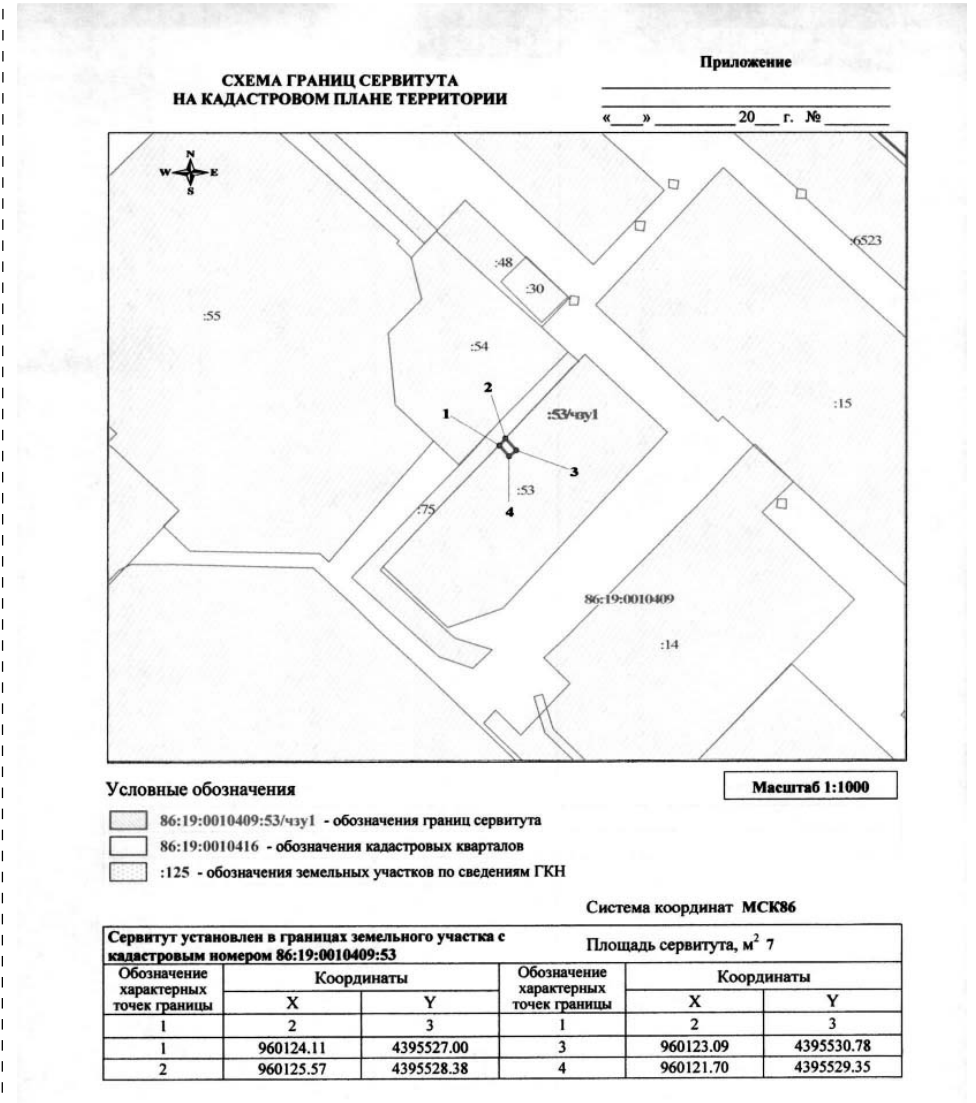 Приложение
СХЕМА ГРАНИЦ СЕРВИТУТА
НА КАДАСТРОВОМ ПЛАНЕ ТЕРРИТОРИИ
«___» ___________ 20___ г. № ________
N
W E
S
:6523
:48
:30
:55
:54
:15
2
1
:53/чзу1
3
:53
4
:75
86:19:0010409
:14
Условные обозначения
Масштаб 1:1000
86:19:0010409:53/чзу1 - обозначения границ сервитута
86:19:0010416 - обозначения кадастровых кварталов
:125 - обозначения земельных участков по сведениям ГКН
Система координат МСК86
Сервитут установлен в границах земельного участка с
кадастровым номером 86:19:0010409:53
Площадь сервитута, м² 7
Обозначение характерных точек границы Координаты Обозначение характерных точек границы Координаты
X Y X Y
1 2 3 1 2 3
1 960124.11 4395527.00 3 960123.09 4395530.78
2 960125.57 4395528.38 4 960121.70 4395529.35